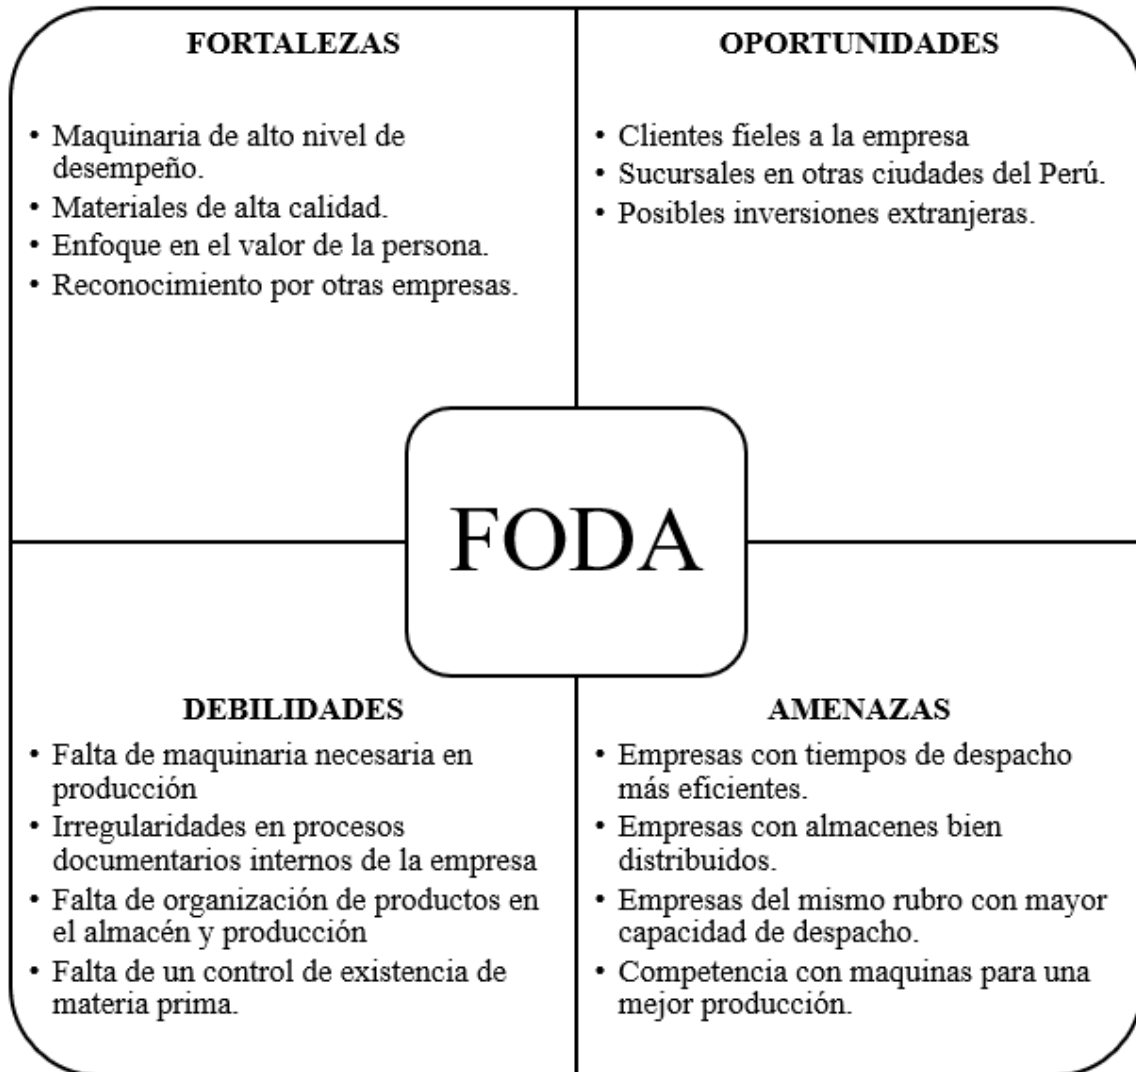 FORTALEZAS
• Maquinaria de alto nivel de
desempeño.
• Materiales de alta calidad.
• Enfoque en el valor de la persona.
• Reconocimiento por otras empresas.
OPORTUNIDADES
• Clientes fieles a la empresa
• Sucursales en otras ciudades del Perú.
• Posibles inversiones extranjeras.
FODA
DEBILIDADES
• Falta de maquinaria necesaria en
producción
• Irregularidades en procesos
documentarios internos de la empresa
• Falta de organización de productos en
el almacén y producción
• Falta de un control de existencia de
materia prima.
AMENAZAS
• Empresas con tiempos de despacho
más eficientes.
• Empresas con almacenes bien
distribuidos.
• Empresas del mismo rubro con mayor
capacidad de despacho.
• Competencia con maquinas para una
mejor producción.